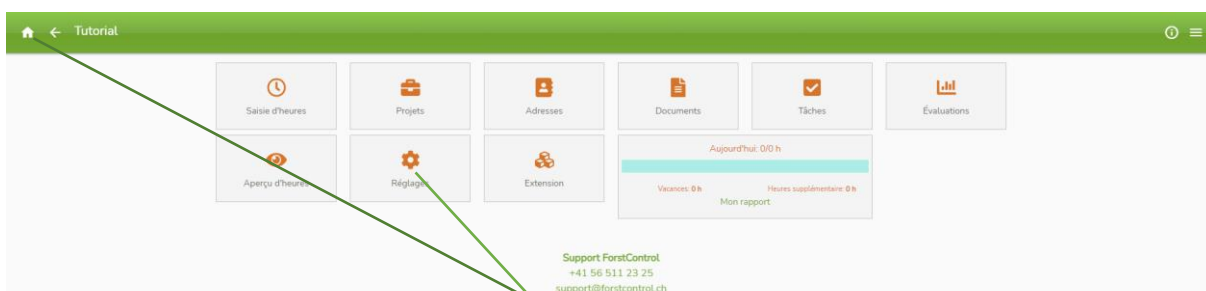 Tutorial
Saisie d'heures
Projets
Adresses
Documents
Tâches
Évaluations
Aperçu d'heures
Réglages
Extension
Aujourd'hui: 0/0 h
Vacances: 0 h
Heures supplémentaire: 0 h
Mon rapport
Support ForstControl
+41 56 511 23 25
support@forstcontrol.ch